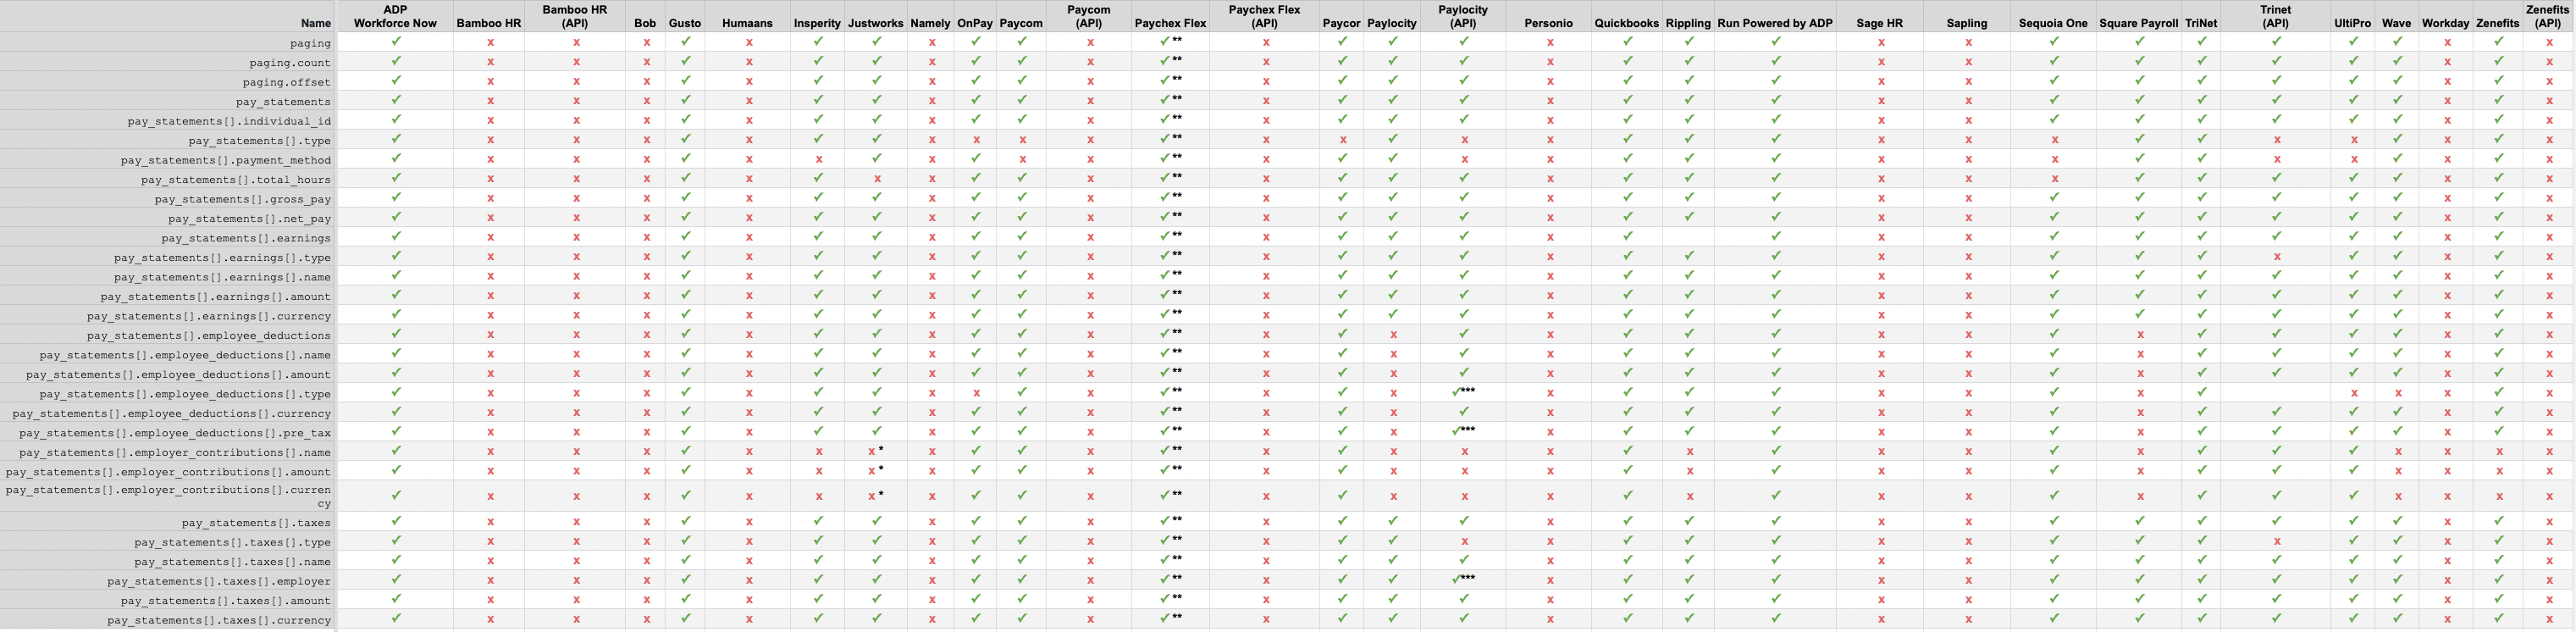 ADP Bamboo HR Paycom Paychex Flex Paylocity Trinet Zenefits
Name Workforce Now Bamboo HR (API) Bob Gusto Humaans Insperity Justworks Namely OnPay Paycom (API) Paychex Flex (API) Paycor Paylocity (API) Personio Quickbooks Rippling Run Powered by ADP Sage HR Sapling Sequoia One Square Payroll TriNet (API) UltiPro Wave Workday Zenefits (API)
paging ✓ x x x ✓ x ✓ ✓ x ✓ ✓ x ✓** x ✓ ✓ ✓ x ✓ ✓ ✓ x x ✓ ✓ ✓ ✓ ✓ ✓ x ✓ x
paging.count ✓ x x x ✓ x ✓ ✓ x ✓ ✓ x ✓** x ✓ ✓ ✓ x ✓ ✓ ✓ x x ✓ ✓ ✓ ✓ ✓ ✓ x ✓ x
paging.offset ✓ x x x ✓ x ✓ ✓ x ✓ ✓ x ✓** x ✓ ✓ ✓ x ✓ ✓ ✓ x x ✓ ✓ ✓ ✓ ✓ ✓ x ✓ x
pay_statements ✓ x x x ✓ x ✓ ✓ x ✓ ✓ x ✓** x ✓ ✓ ✓ x ✓ ✓ ✓ x x ✓ ✓ ✓ ✓ ✓ ✓ x ✓ x
pay_statements[].individual_id ✓ x x x ✓ x ✓ ✓ x ✓ ✓ x ✓** x ✓ ✓ ✓ x ✓ ✓ ✓ x x ✓ ✓ ✓ ✓ ✓ ✓ x ✓ x
pay_statements[].type ✓ x x x ✓ x ✓ ✓ x x x x ✓** x x ✓ x x ✓ ✓ ✓ x x x ✓ ✓ x x ✓ x ✓ x
pay_statements[].payment_method ✓ x x x ✓ x x ✓ x ✓ x x ✓** x ✓ ✓ x x ✓ ✓ ✓ x x x ✓ ✓ x x ✓ x ✓ x
pay_statements[].total_hours ✓ x x x ✓ x ✓ x x ✓ ✓ x ✓** x ✓ ✓ ✓ x ✓ ✓ ✓ x x x ✓ ✓ ✓ ✓ ✓ x ✓ x
pay_statements[].gross_pay ✓ x x x ✓ x ✓ ✓ x ✓ ✓ x ✓** x ✓ ✓ ✓ x ✓ ✓ ✓ x x ✓ ✓ ✓ ✓ ✓ ✓ x ✓ x
pay_statements[].net_pay ✓ x x x ✓ x ✓ ✓ x ✓ ✓ x ✓** x ✓ ✓ ✓ x ✓ ✓ ✓ x x ✓ ✓ ✓ ✓ ✓ ✓ x ✓ x
pay_statements[].earnings ✓ x x x ✓ x ✓ ✓ x ✓ ✓ x ✓** x ✓ ✓ ✓ x ✓ ✓ x x ✓ ✓ ✓ ✓ ✓ ✓ x ✓ x
pay_statements[].earnings[].type ✓ x x x ✓ x ✓ ✓ x ✓ ✓ x ✓** x ✓ ✓ ✓ x ✓ ✓ ✓ x x ✓ ✓ ✓ x ✓ ✓ x ✓ x
pay_statements[].earnings[].name ✓ x x x ✓ x ✓ ✓ x ✓ ✓ x ✓** x ✓ ✓ ✓ x ✓ ✓ ✓ x x ✓ ✓ ✓ ✓ ✓ ✓ x ✓ x
pay_statements[].earnings[].amount ✓ x x x ✓ x ✓ ✓ x ✓ ✓ x ✓** x ✓ ✓ ✓ x ✓ ✓ ✓ x x ✓ ✓ ✓ ✓ ✓ ✓ x ✓ x
pay_statements[].earnings[].currency ✓ x x x ✓ x ✓ ✓ x ✓ ✓ x ✓** x ✓ ✓ ✓ x ✓ ✓ ✓ x x ✓ ✓ ✓ ✓ ✓ ✓ x ✓ x
pay_statements[].employee_deductions ✓ x x x ✓ x ✓ ✓ x ✓ ✓ x ✓** x ✓ x ✓ x ✓ ✓ ✓ x x ✓ x ✓ ✓ ✓ ✓ x ✓ x
pay_statements[].employee_deductions[].name ✓ x x x ✓ x ✓ ✓ x ✓ ✓ x ✓** x ✓ x ✓ x ✓ ✓ ✓ x x ✓ x ✓ ✓ ✓ ✓ x ✓ x
pay_statements[].employee_deductions[].amount ✓ x x x ✓ x ✓ ✓ x ✓ ✓ x ✓** x ✓ x ✓ x ✓ ✓ ✓ x x ✓ x ✓ ✓ ✓ ✓ x ✓ x
pay_statements[].employee_deductions[].type ✓ x x x ✓ x ✓ ✓ x x ✓ x ✓** x ✓ x ✓*** x ✓ ✓ ✓ x x ✓ x ✓ x x x ✓ x
pay_statements[].employee_deductions[].currency ✓ x x x ✓ x ✓ ✓ x ✓ ✓ x ✓** x ✓ x ✓ x ✓ ✓ ✓ x x ✓ x ✓ ✓ ✓ ✓ x ✓ x
pay_statements[].employee_deductions[].pre_tax ✓ x x x ✓ x ✓ ✓ x ✓ ✓ x ✓** x ✓ x ✓*** x ✓ ✓ ✓ x x ✓ x ✓ ✓ ✓ ✓ x ✓ x
pay_statements[].employer_contributions[].name ✓ x x x ✓ x x x* x ✓ ✓ x ✓** x ✓ x x x ✓ x ✓ x x ✓ x ✓ ✓ ✓ x x x x
pay_statements[].employer_contributions[].amount ✓ x x x ✓ x x x* x ✓ ✓ x ✓** x ✓ x x x ✓ x ✓ x x ✓ x ✓ ✓ ✓ x x x x
pay_statements[].employer_contributions[].curren
cy ✓ x x x ✓ x x x* x ✓ ✓ x ✓** x ✓ x x x ✓ x ✓ x x ✓ x ✓ ✓ ✓ x x x x
pay_statements[].taxes ✓ x x x ✓ x ✓ ✓ x ✓ ✓ x ✓** x ✓ ✓ ✓ x ✓ ✓ ✓ x x ✓ ✓ ✓ ✓ ✓ ✓ x ✓ x
pay_statements[].taxes[].type ✓ x x x ✓ x ✓ ✓ x ✓ ✓ x ✓** x ✓ ✓ x x ✓ ✓ ✓ x x ✓ ✓ ✓ x ✓ ✓ x ✓ x
pay_statements[].taxes[].name ✓ x x x ✓ x ✓ ✓ x ✓ ✓ x ✓** x ✓ ✓ ✓ x ✓ ✓ ✓ x x ✓ ✓ ✓ ✓ ✓ ✓ x ✓ x
pay_statements[].taxes[].employer ✓ x x x ✓ x ✓ ✓ x ✓ ✓ x ✓** x ✓ ✓ ✓*** x ✓ ✓ ✓ x x ✓ ✓ ✓ ✓ ✓ ✓ x ✓ x
pay_statements[].taxes[].amount ✓ x x x ✓ x ✓ ✓ x ✓ ✓ x ✓** x ✓ ✓ ✓ x ✓ ✓ ✓ x x ✓ ✓ ✓ ✓ ✓ ✓ x ✓ x
pay_statements[].taxes[].currency ✓ x x x ✓ x ✓ ✓ x ✓ ✓ x ✓** x ✓ ✓ ✓ x ✓ ✓ ✓ x x ✓ ✓ ✓ ✓ ✓ ✓ x ✓ x